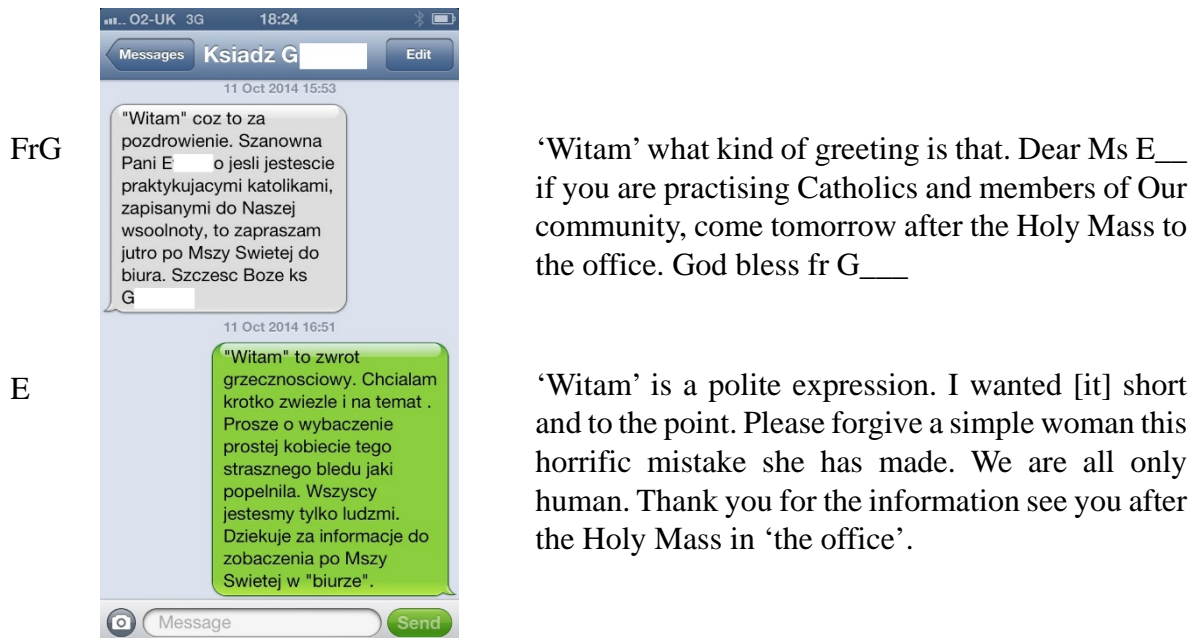 O2-UK 3G 18:24
Messages Ksiadz G Edit
11 Oct 2014 15:53
FrG
"Witam" coz to za
pozdrowienie. Szanowna
Pani E o jesli jestescie
praktykujacymi katolikami,
zapisanymi do Naszej
wsoolnoty, to zapraszam
jutro po Mszy Swietej do
biura. Szczesc Boze ks
G
‘Witam’ what kind of greeting is that. Dear Ms E__
if you are practising Catholics and members of Our
community, come tomorrow after the Holy Mass to
the office. God bless fr G___
11 Oct 2014 16:51
E
"Witam" to zwrot
grzecznosciowy. Chcialam
krotko zwiezle i na temat .
Prosze o wybaczenie
prostej kobiecie tego
strasznego bledu jaki
popelnila. Wszyscy
jestesmy tylko ludzmi.
Dziekuje za informacje do
zobaczenia po Mszy
Swietej w "biurze".
‘Witam’ is a polite expression. I wanted [it] short
and to the point. Please forgive a simple woman this
horrific mistake she has made. We are all only
human. Thank you for the information see you after
the Holy Mass in ‘the office’.
Message Send